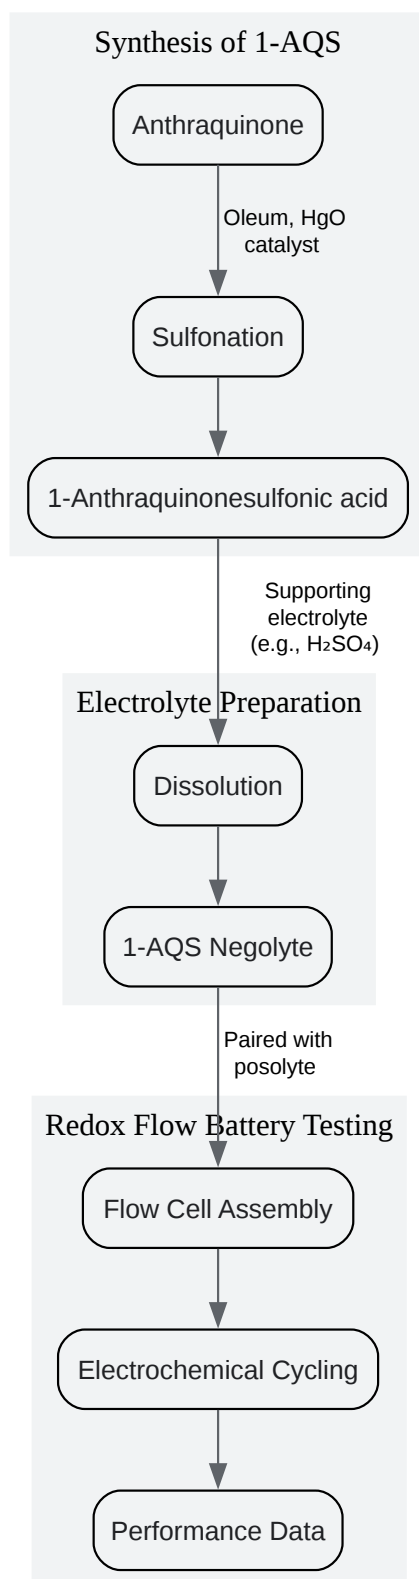 Synthesis of 1-AQS
Anthraquinone
Oleum, HgO
catalyst
Sulfonation
1-Anthraquinonesulfonic acid
Supporting
electrolyte
(e.g., H₂SO₄)
Electrolyte Preparation
Dissolution
1-AQS Negolyte
Paired with
posolyte
Redox Flow Battery Testing
Flow Cell Assembly
Electrochemical Cycling
Performance Data